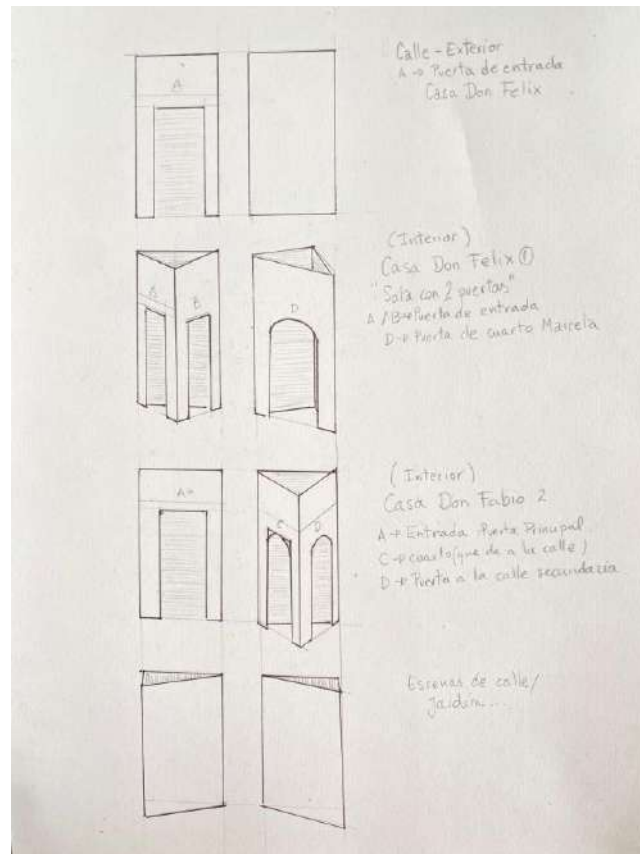 Calle - Exterior
A → Puerta de entrada
Casa Don Felix
A
(Interior)
Casa Don Felix ①
"Sala con 2 puertas"
A/B→Puerta de entrada
D→Puerta de cuarto Marcela
A
B
D
(Interior)
Casa Don Fabio 2
A→Entrada Puerta Principal
C→cuarto (que da a la calle)
D→Puerta a la calle secundaria
A
C
D
Escenas de calle/
Jardín...